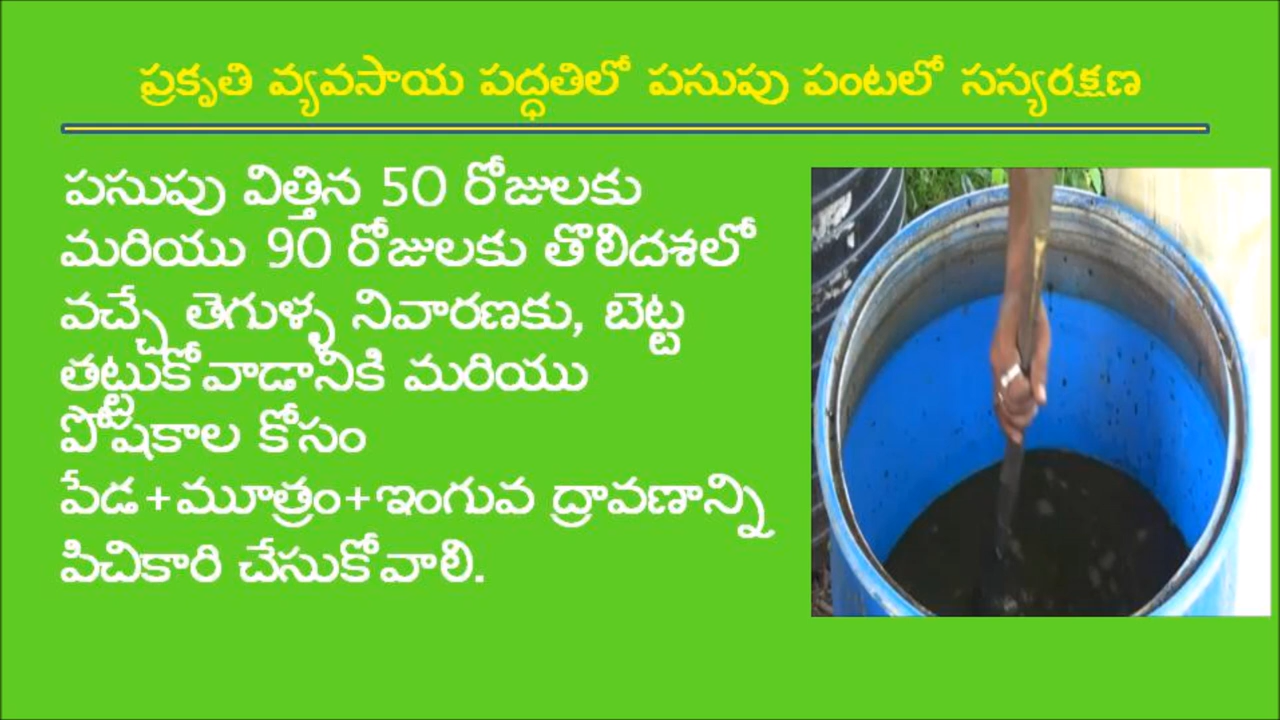 ప్రకృతి వ్యవసాయ పద్ధతిలో పసుపు పంటలో సస్యరక్షణ
పసుపు విత్తిన 50 రోజులకు
మరియు 90 రోజులకు తొలిదశలో
వచ్చే తెగుళ్ళ నివారణకు, బెట్ట
తట్టుకోవాడానికి మరియు
పోషకాల కోసం
పేడ+మూత్రం+ఇంగువ ద్రావణాన్ని
పిచికారి చేసుకోవాలి.